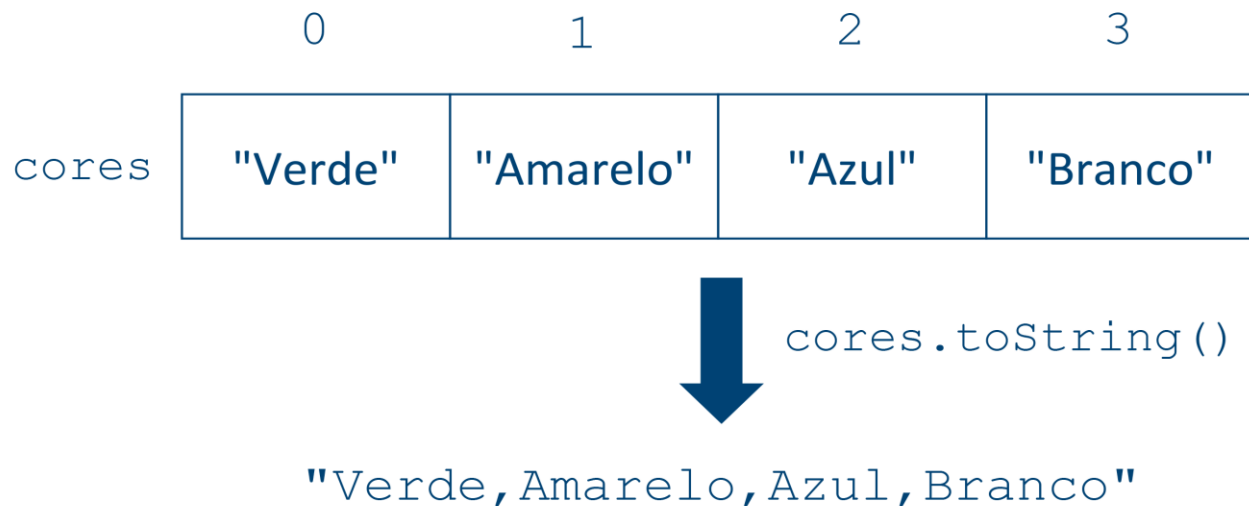 0 1 2 3
cores "Verde" "Amarelo" "Azul" "Branco"
cores.toString()
"Verde,Amarelo,Azul,Branco"